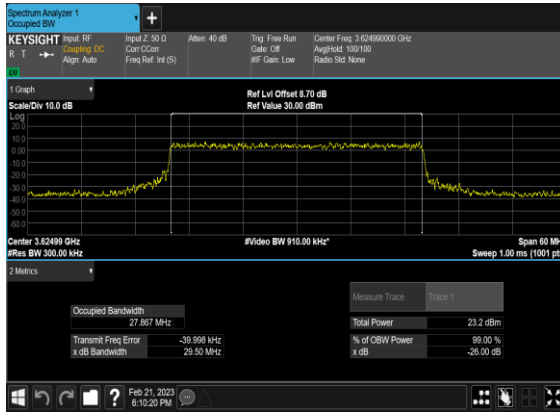 Spectrum Analyzer 1
Occupied BW
KEYSIGHT
R T
LW
Input: RF
Coupling: DC
Align: Auto
Input Z: 50 Ω
Corr CCorr
Freq Ref: Int (S)
Atten: 40 dB
Trig: Free Run
Gate: Off
#IF Gain: Low
Center Freq: 3.624990000 GHz
Avg|Hold: 100/100
Radio Std: None
1 Graph
Scale/Div 10.0 dB
Ref Lvl Offset 8.70 dB
Ref Value 30.00 dBm
Log
20.0
10.0
0.00
-10.0
-20.0
-30.0
-40.0
-50.0
-60.0
Center 3.62499 GHz
#Video BW 910.00 kHz*
Span 60 MH
#Res BW 300.00 kHz
Sweep 1.00 ms (1001 pts
2 Metrics
Measure Trace
Trace 1
Occupied Bandwidth
27.867 MHz
Total Power
23.2 dBm
Transmit Freq Error
-39.998 kHz
% of OBW Power
99.00 %
x dB Bandwidth
29.50 MHz
x dB
-26.00 dB
Feb 21, 2023
6:10:20 PM